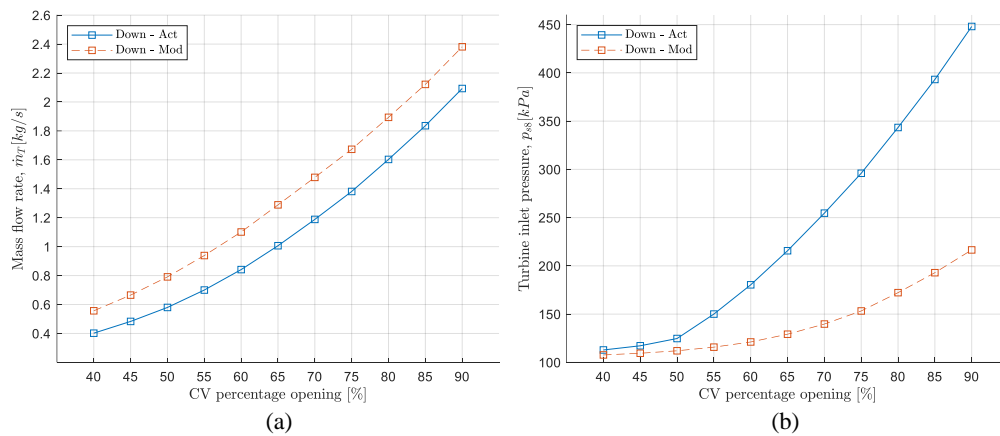 2.6
2.4
2.2
2
1.8
1.6
1.4
1.2
1
0.8
0.6
0.4
Mass flow rate, ṁ_T[kg/s]
Down - Act
Down - Mod
40 45 50 55 60 65 70 75 80 85 90
CV percentage opening [%]
(a)
450
400
350
300
250
200
150
100
Turbine inlet pressure, p_{s8}[kPa]
Down - Act
Down - Mod
40 45 50 55 60 65 70 75 80 85 90
CV percentage opening [%]
(b)